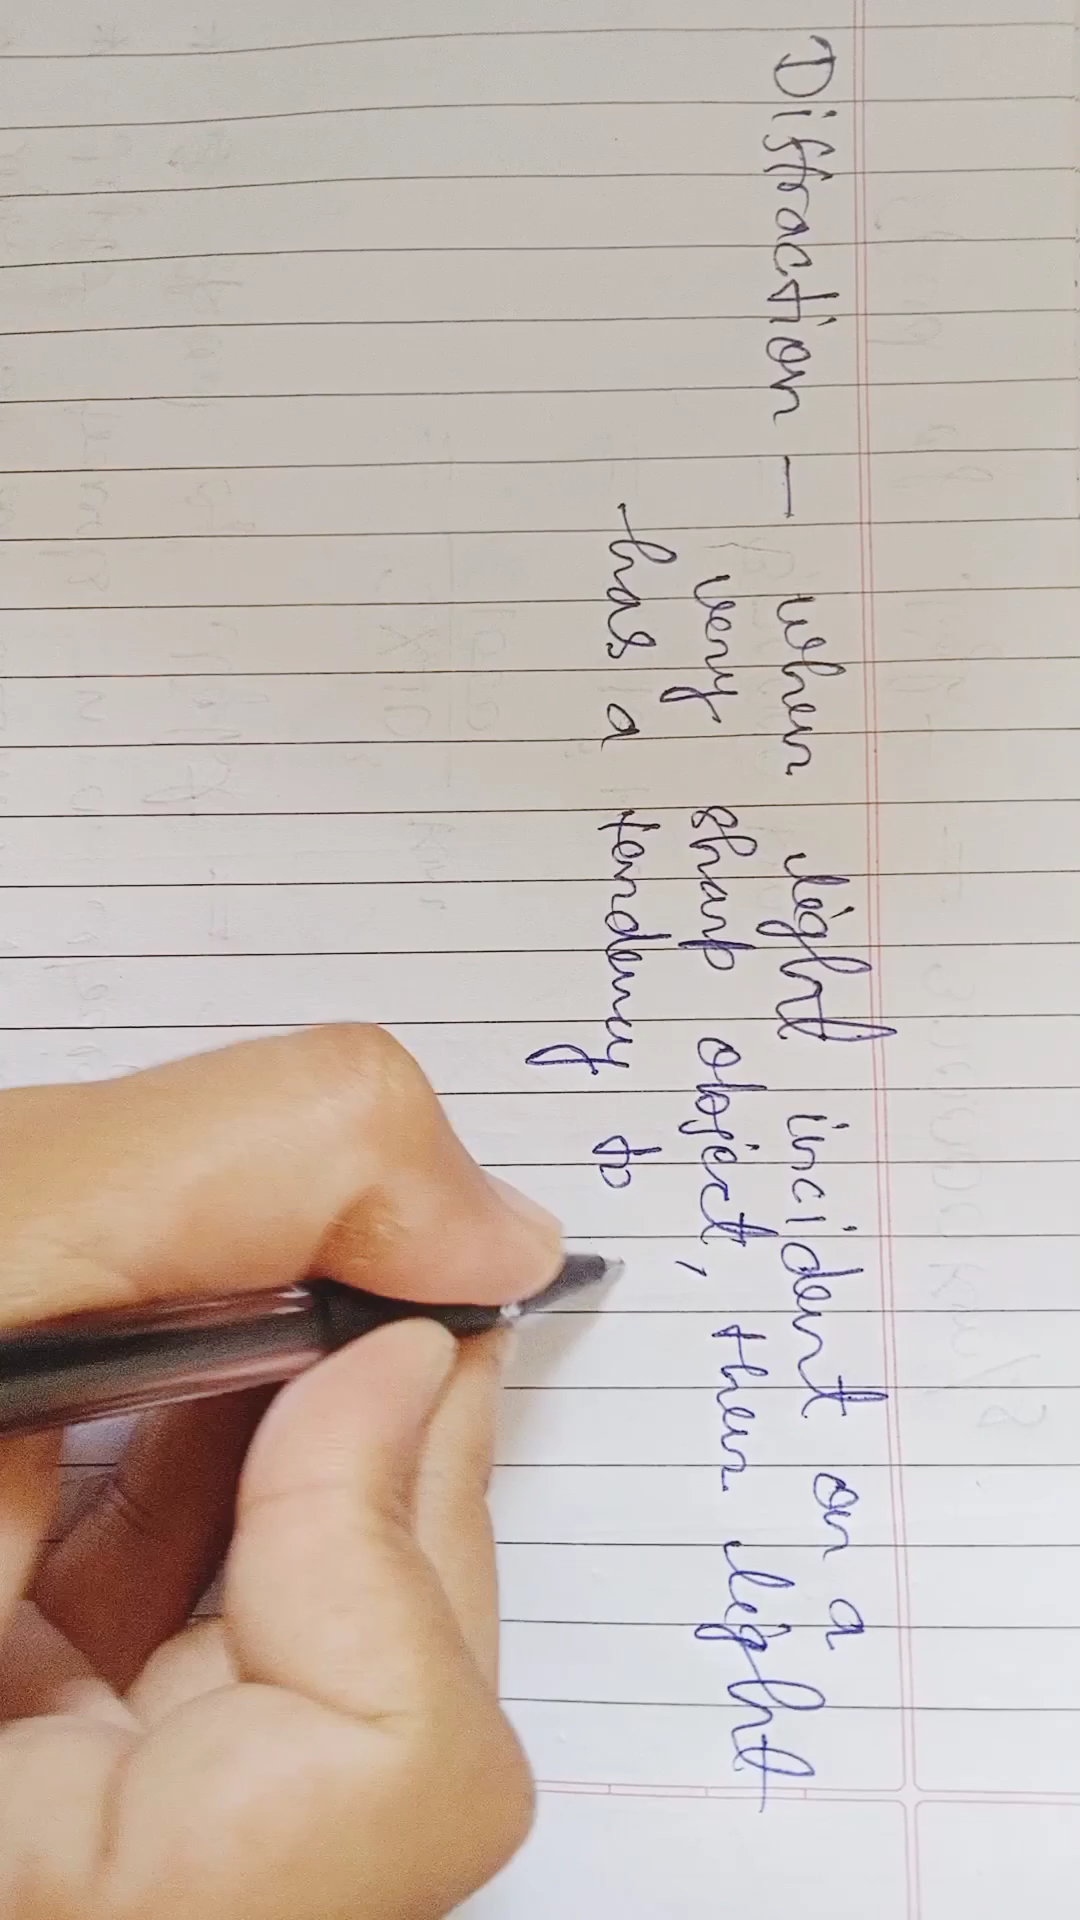 Diffraction - when light incident on a
very sharp object, then light
has a tendency to